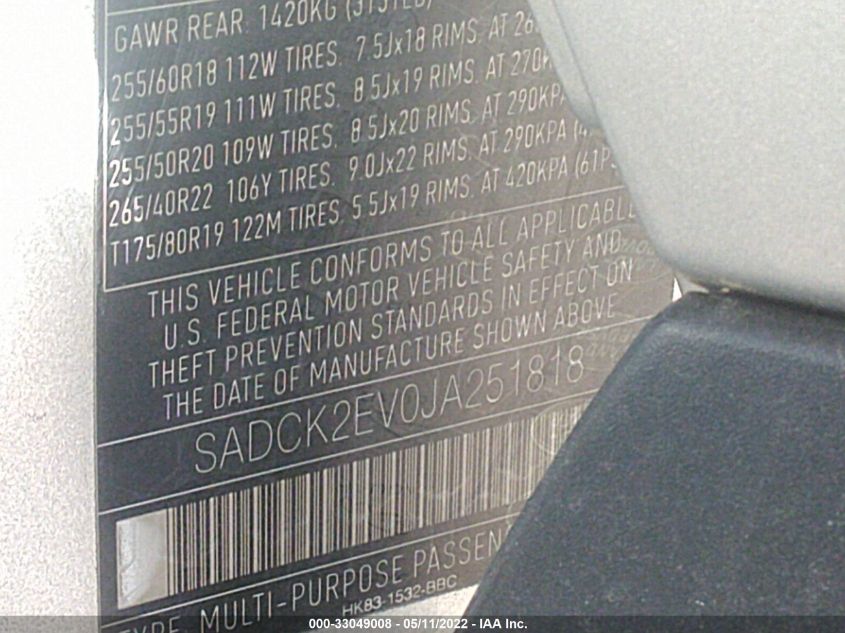 GAWR REAR 1420KG (3131LB)
255/60R18 112W TIRES. 7.5Jx18 RIMS. AT
255/55R19 111W TIRES. 8.5Jx19 RIMS. AT 270KPA
255/50R20 109W TIRES. 8.5Jx20 RIMS. AT 290KPA
265/40R22 106Y TIRES. 9.0Jx22 RIMS. AT 290KPA
T175/80R19 122M TIRES. 5.5Jx19 RIMS. AT 420KPA (61PS
THIS VEHICLE CONFORMS TO ALL APPLICABLE
U.S. FEDERAL MOTOR VEHICLE SAFETY AND
THEFT PREVENTION STANDARDS IN EFFECT ON
THE DATE OF MANUFACTURE SHOWN ABOVE
SADCK2EV0JA251818
TYPE MULTI-PURPOSE PASSEN
HK83-1532-BBC
000-33049008 - 05/11/2022 - IAA Inc.